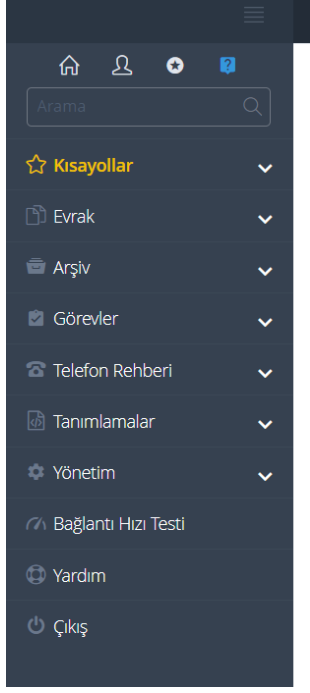 Arama
Kısayollar
Evrak
Arşiv
Görevler
Telefon Rehberi
Tanımlamalar
Yönetim
Bağlantı Hızı Testi
Yardım
Çıkış